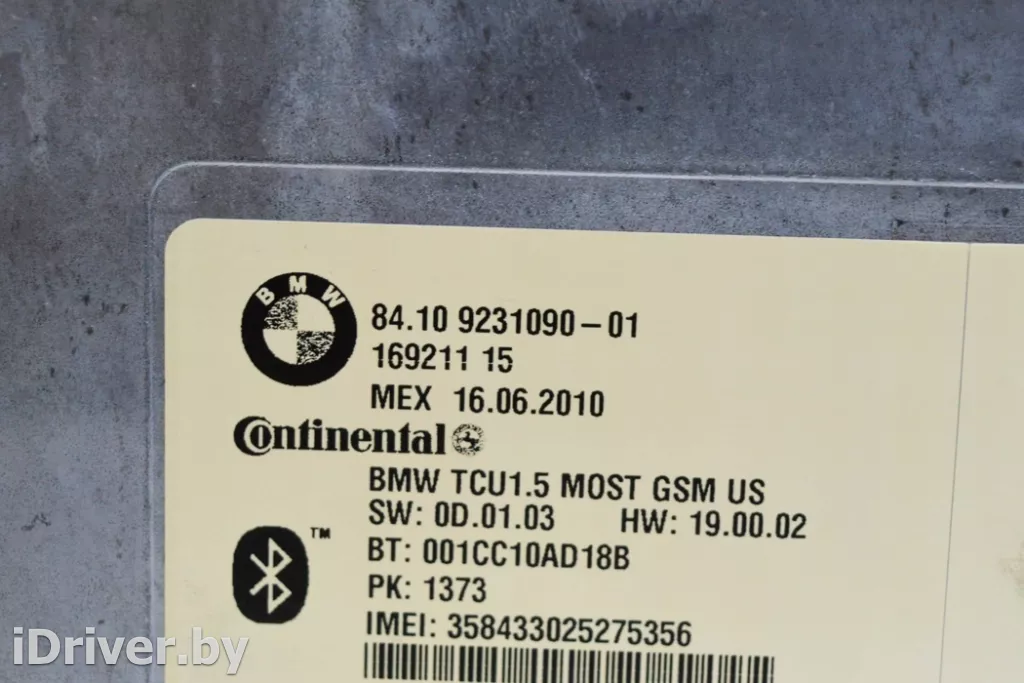 BMW
84.10 9231090-01
169211 15
MEX 16.06.2010
Continental
BMW TCU1.5 MOST GSM US
SW: 0D.01.03 HW: 19.00.02
™
BT: 001CC10AD18B
PK: 1373
IMEI: 358433025275356
iDriver.by